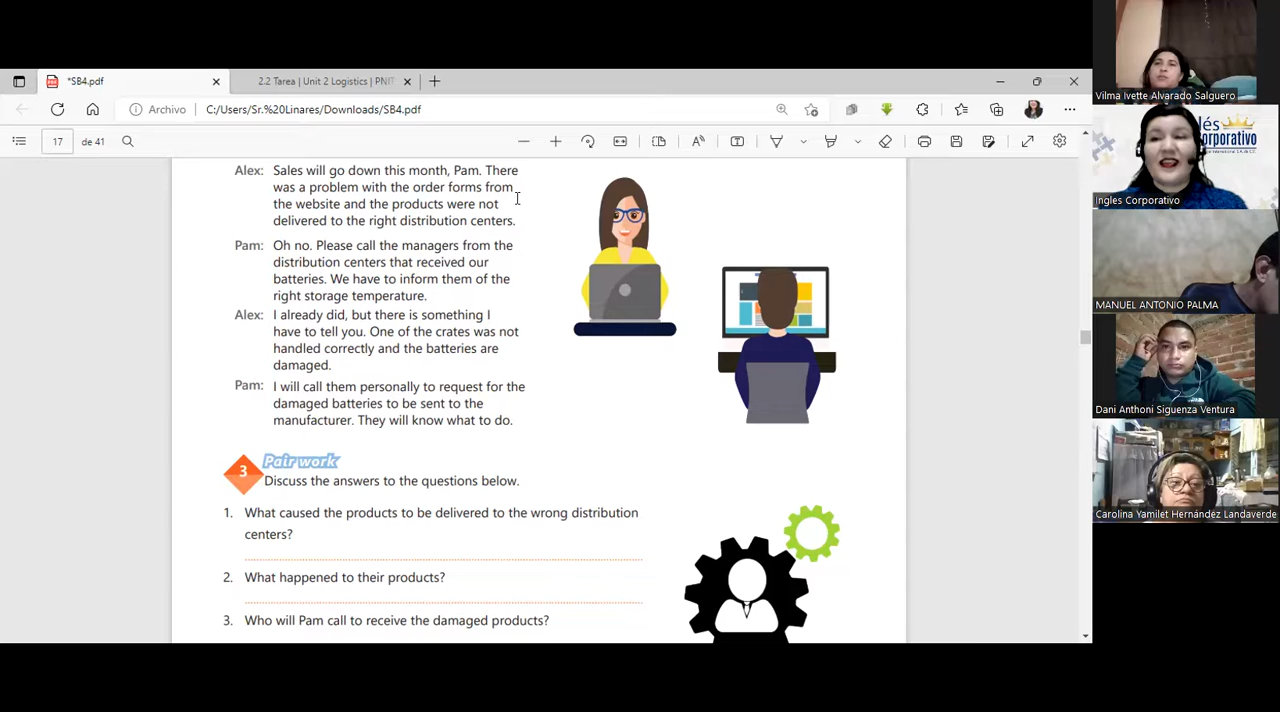 *SB4.pdf
2.2 Tarea | Unit 2 Logistics | PNIT
Archivo
C:/Users/Sr.%20Linares/Downloads/SB4.pdf
17
de 41
Alex: Sales will go down this month, Pam. There
was a problem with the order forms from
the website and the products were not
delivered to the right distribution centers.
Pam: Oh no. Please call the managers from the
distribution centers that received our
batteries. We have to inform them of the
right storage temperature.
Alex: I already did, but there is something I
have to tell you. One of the crates was not
handled correctly and the batteries are
damaged.
Pam: I will call them personally to request for the
damaged batteries to be sent to the
manufacturer. They will know what to do.
3
Pair work
Discuss the answers to the questions below.
1. What caused the products to be delivered to the wrong distribution
centers?
2. What happened to their products?
3. Who will Pam call to receive the damaged products?
Vilma Ivette Alvarado Salguero
lés
orporativo
Ingles Corporativo
MANUEL ANTONIO PALMA
Dani Anthoni Siguenza Ventura
Carolina Yamilet Hernández Landaverde